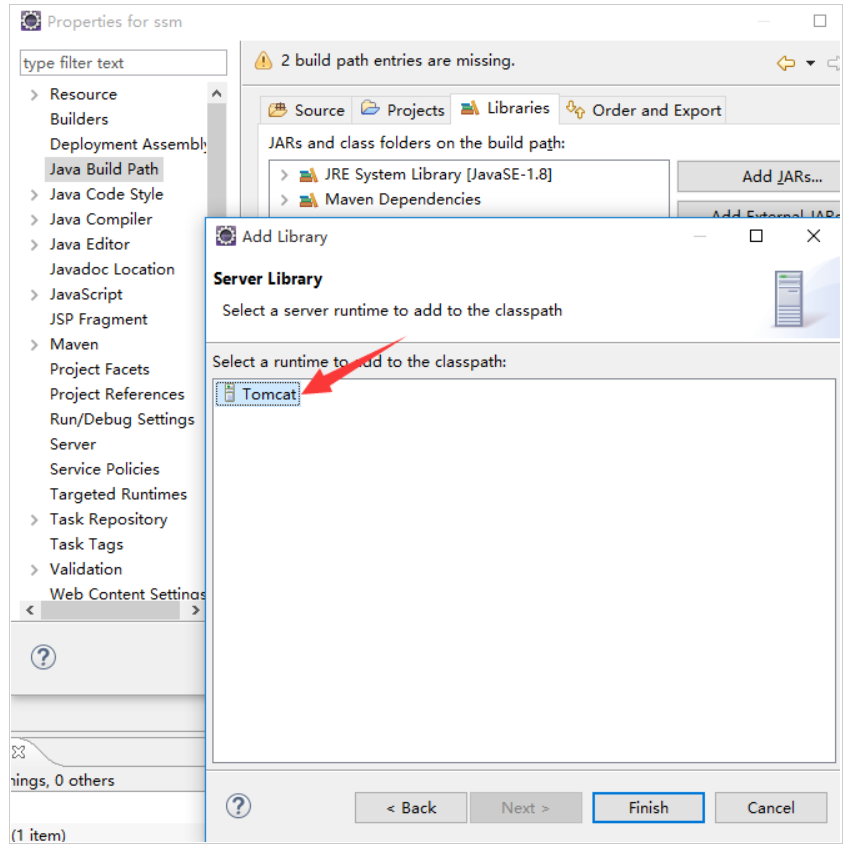 Properties for ssm
type filter text
2 build path entries are missing.
Resource
Builders
Deployment Assembly
Java Build Path
Java Code Style
Java Compiler
Java Editor
Javadoc Location
JavaScript
JSP Fragment
Maven
Project Facets
Project References
Run/Debug Settings
Server
Service Policies
Targeted Runtimes
Task Repository
Task Tags
Validation
Web Content Settings
Source Projects Libraries Order and Export
JARs and class folders on the build path:
JRE System Library [JavaSE-1.8]
Maven Dependencies
Add JARs...
Add External JARs
Add Library
Server Library
Select a server runtime to add to the classpath
Select a runtime to add to the classpath:
Tomcat
< Back Next > Finish Cancel
nings, 0 others
(1 item)